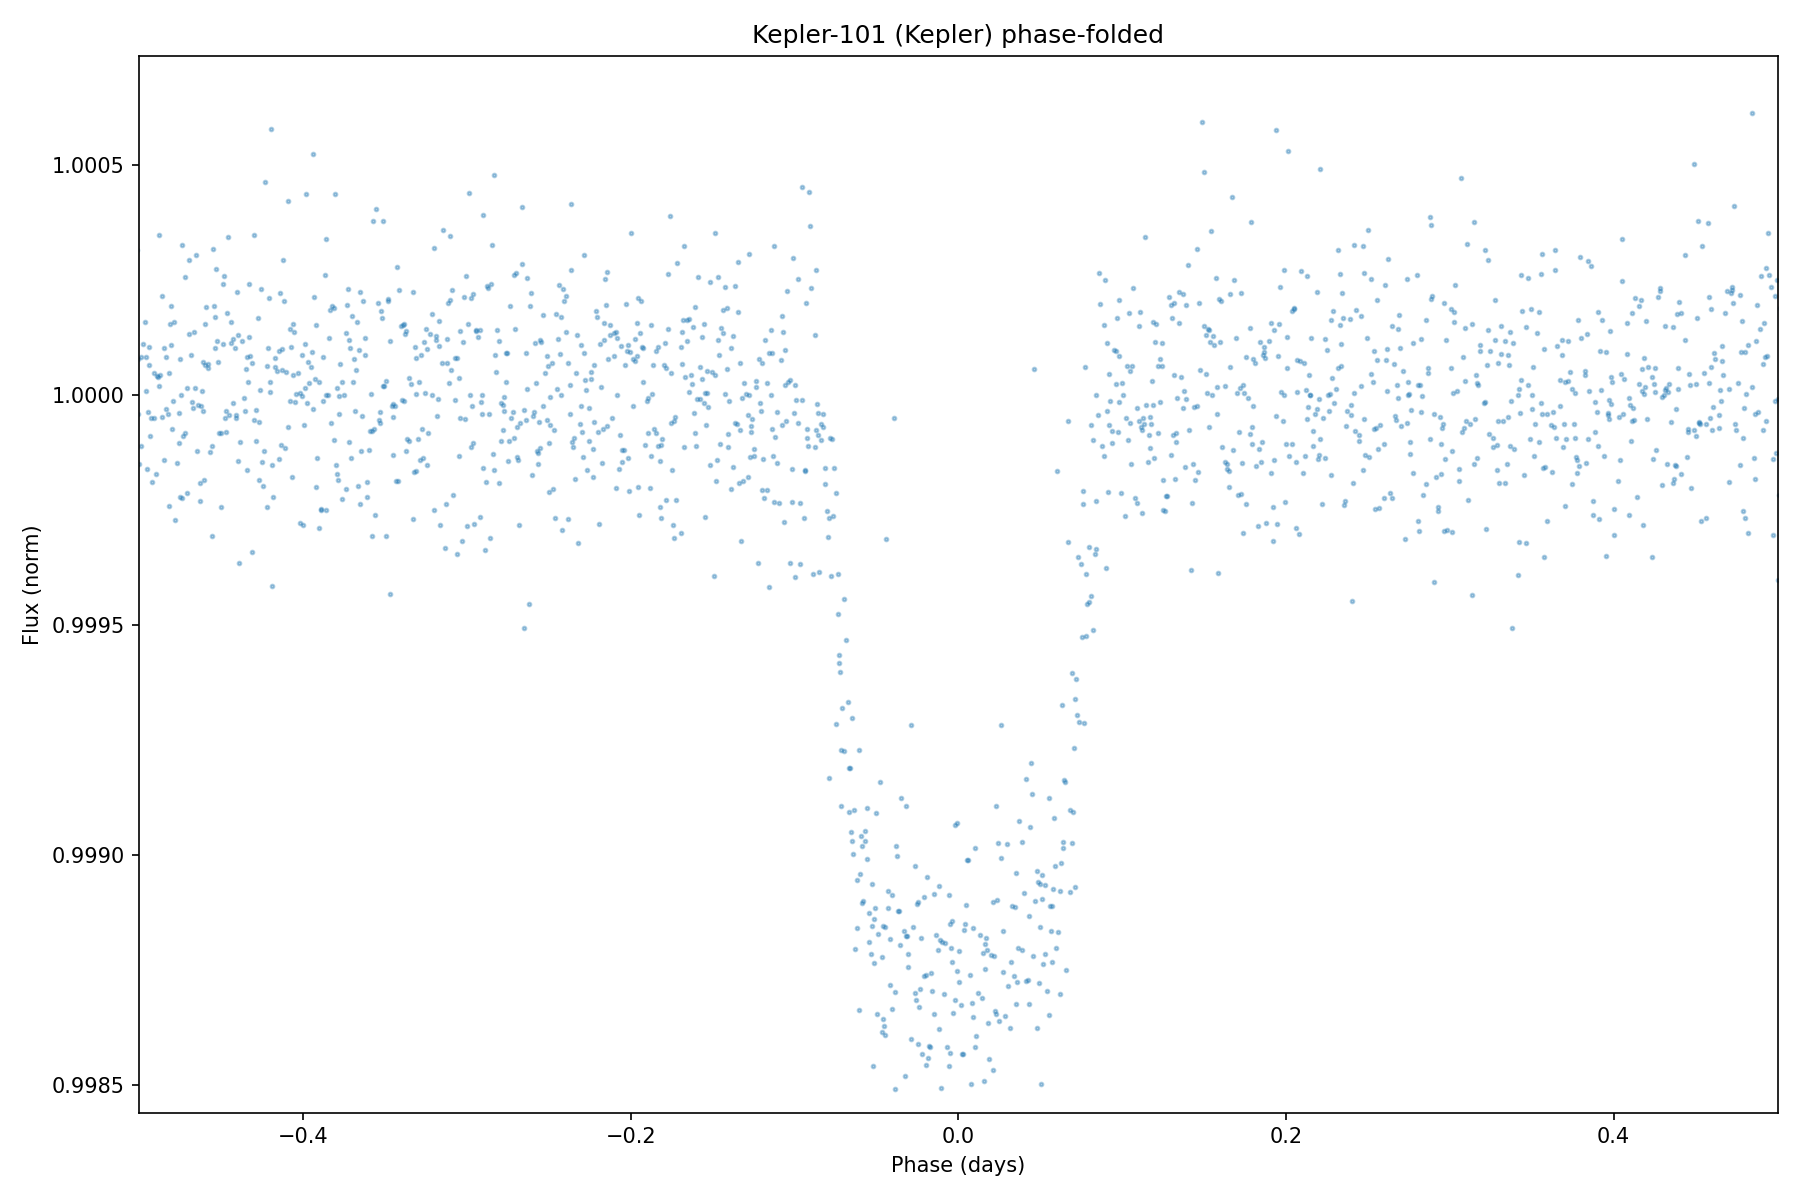 Kepler-101 (Kepler) phase-folded
1.0005
1.0000
0.9995
0.9990
0.9985
Flux (norm)
−0.4 −0.2 0.0 0.2 0.4
Phase (days)